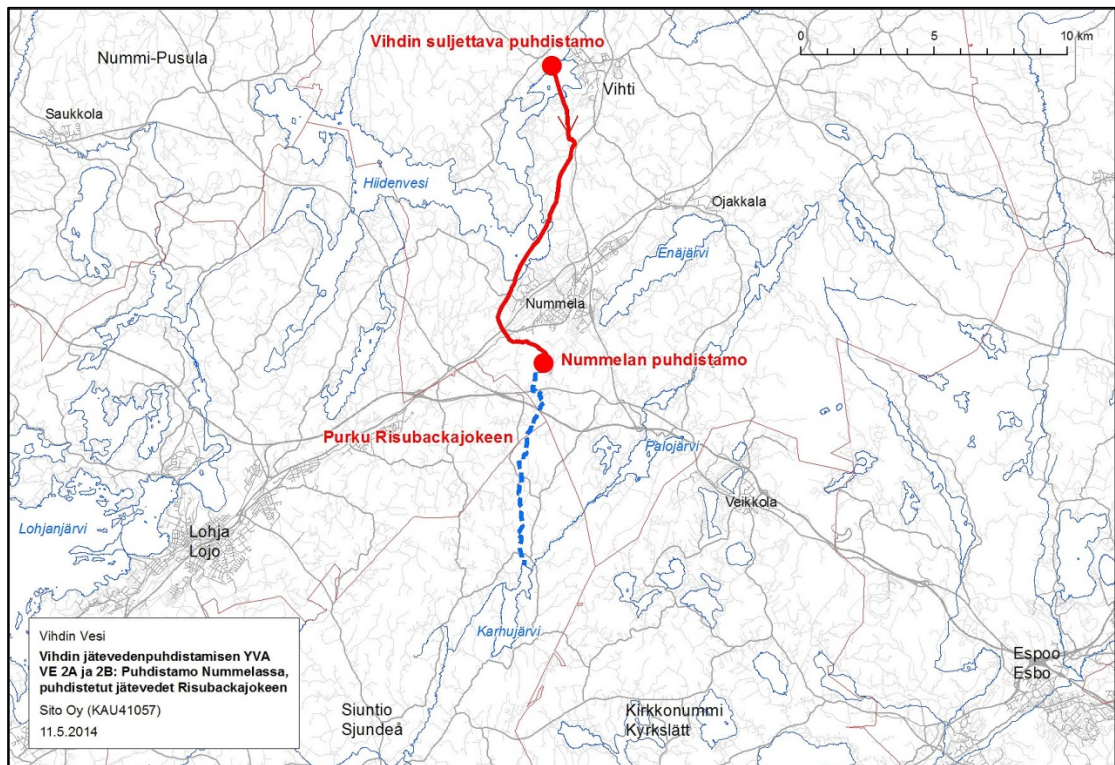 Vihdin suljettava puhdistamo
0 5 10 km
Nummi-Pusula
Vihti
Saukkola
Hiidenvesi
Ojakkala
Enäjärvi
Nummela
Nummelan puhdistamo
Purku Risubackajokeen
Palojärvi
Veikkola
Lohjanjärvi
Lohja
Lojo
Karhujärvi
Espoo
Esbo
Siuntio
Sjundeå
Kirkkonummi
Kyrkslätt
Vihdin Vesi
Vihdin jätevedenpuhdistamisen YVA
VE 2A ja 2B: Puhdistamo Nummelassa,
puhdistetut jätevedet Risubackajokeen
Sito Oy (KAU41057)
11.5.2014